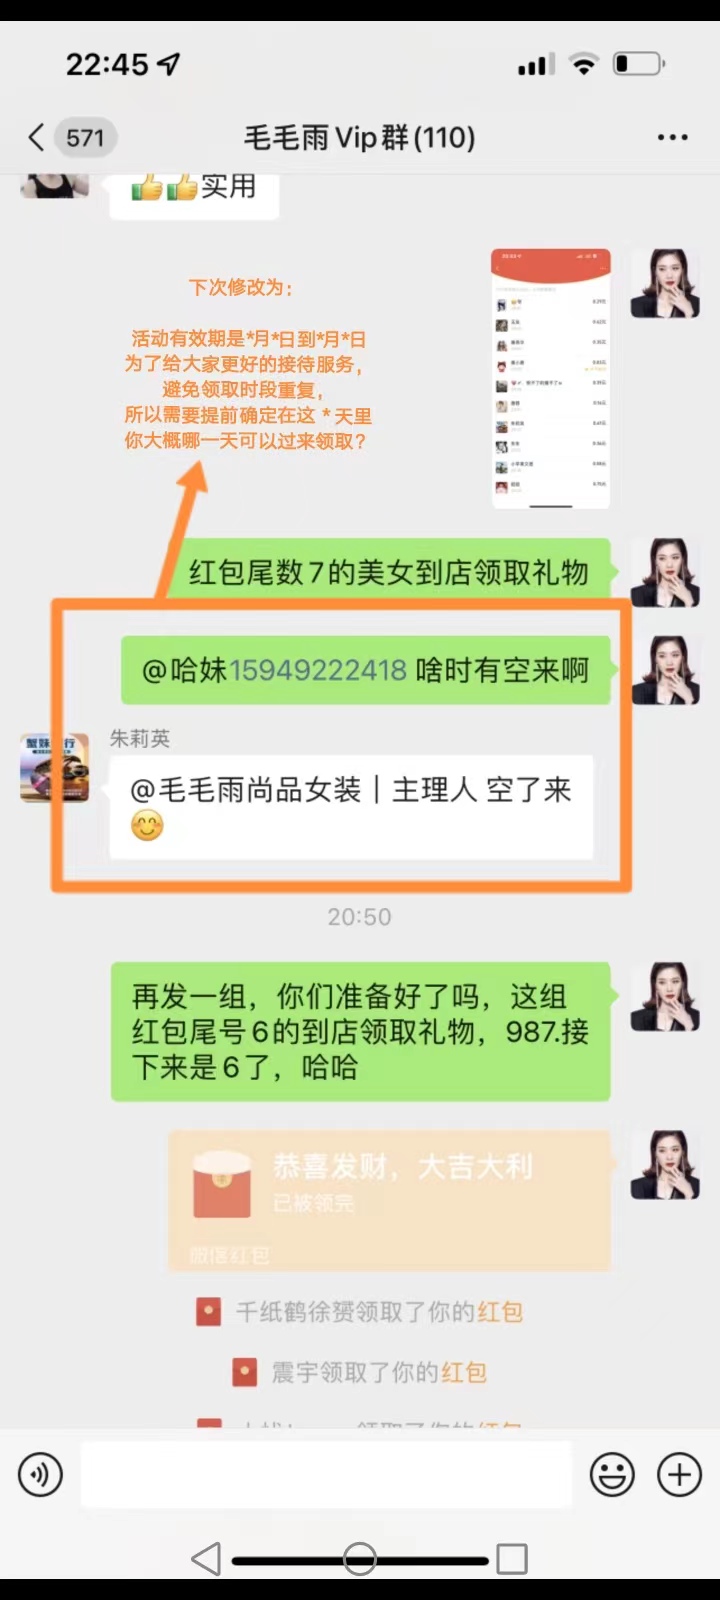 22:45
571
毛毛雨Vip群(110)
👍👍实用
下次修改为：
活动有效期是*月*日到*月*日
为了给大家更好的接待服务，
避免领取时段重复，
所以需要提前确定在这 * 天里
你大概哪一天可以过来领取？
红包尾数7的美女到店领取礼物
@哈妹15949222418 啥时有空来啊
朱莉英
@毛毛雨尚品女装｜主理人 空了来
😊
20:50
再发一组，你们准备好了吗，这组
红包尾号6的到店领取礼物，987.接
下来是6了，哈哈
恭喜发财，大吉大利
已被领完
微信红包
千纸鹤徐赟领取了你的红包
震宇领取了你的红包